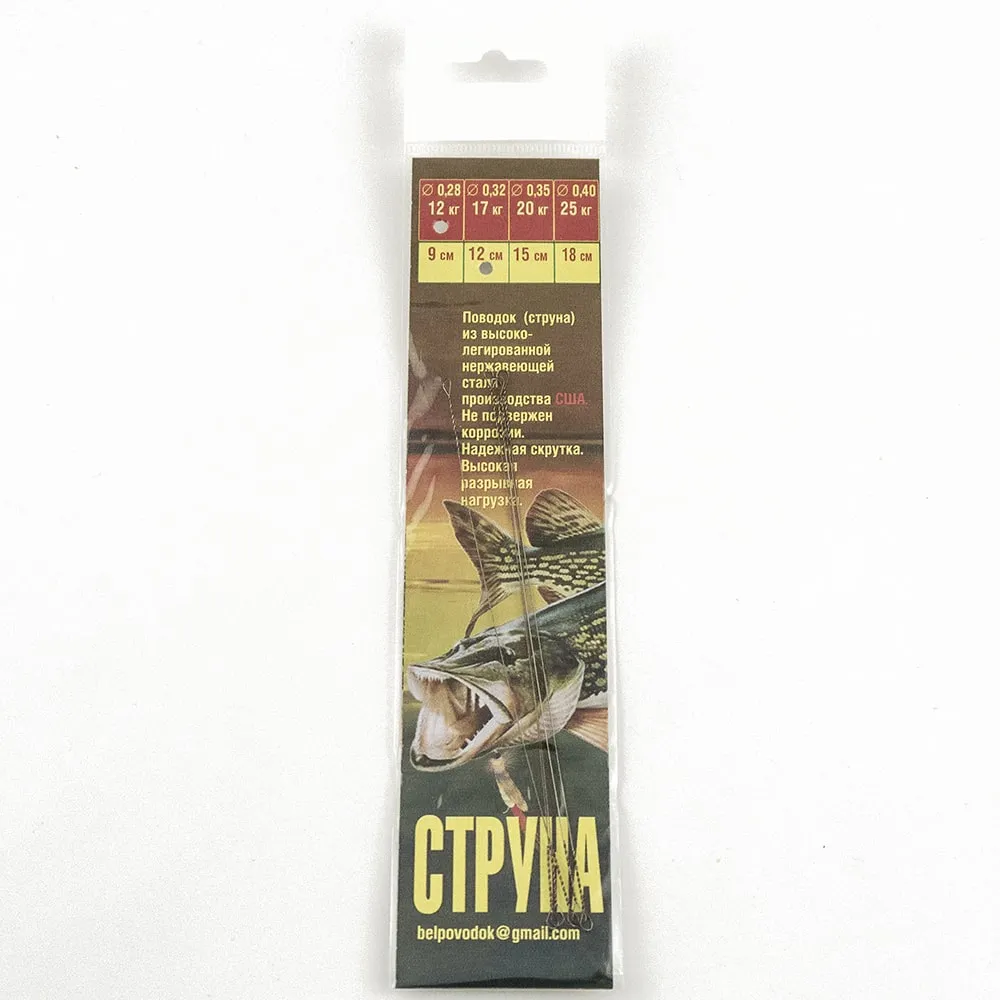 ⌀ 0,28 ⌀ 0,32 ⌀ 0,35 ⌀ 0,40
12 кг 17 кг 20 кг 25 кг
9 см 12 см 15 см 18 см
Поводок (струна)
из высоко-
легированной
нержавеющей
стали
производства США.
Не подвержен
коррозии.
Надежная скрутка.
Высокая
разрывная
нагрузка.
СТРУНА
belpovodok@gmail.com